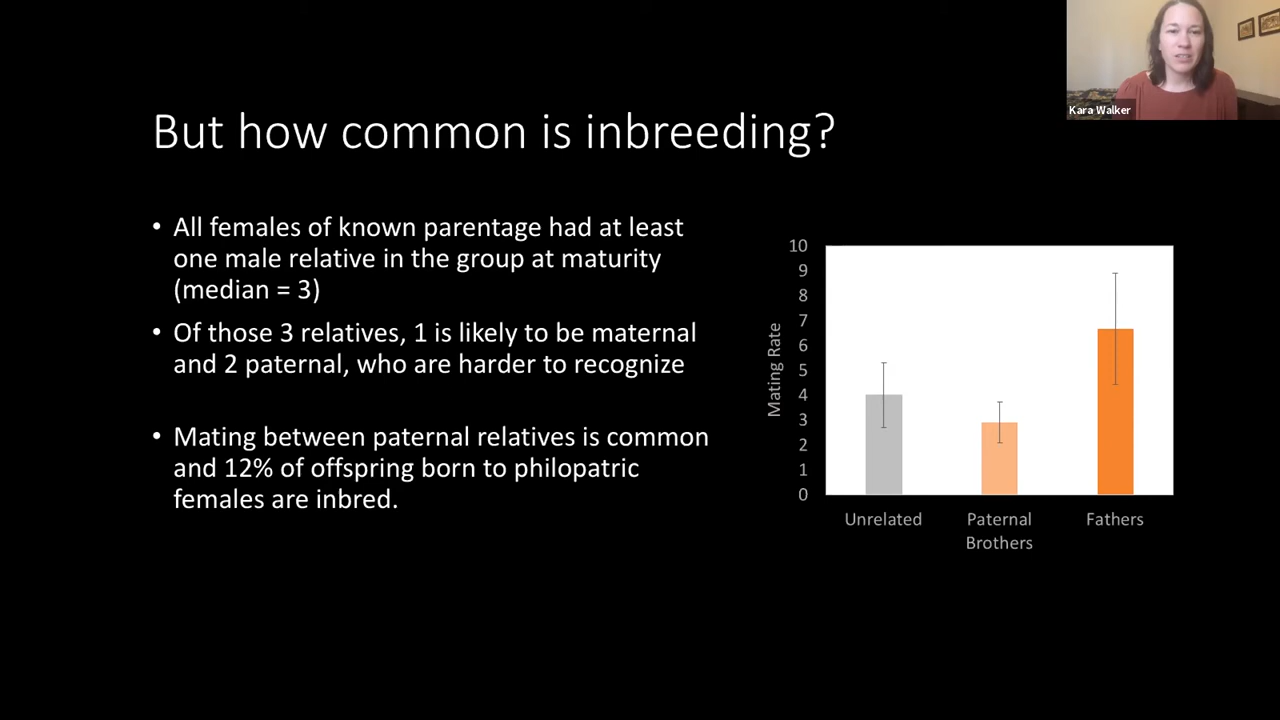 Kara Walker
But how common is inbreeding?
• All females of known parentage had at least
one male relative in the group at maturity
(median = 3)
• Of those 3 relatives, 1 is likely to be maternal
and 2 paternal, who are harder to recognize
• Mating between paternal relatives is common
and 12% of offspring born to philopatric
females are inbred.
Mating Rate
10
9
8
7
6
5
4
3
2
1
0
Unrelated
Paternal
Brothers
Fathers